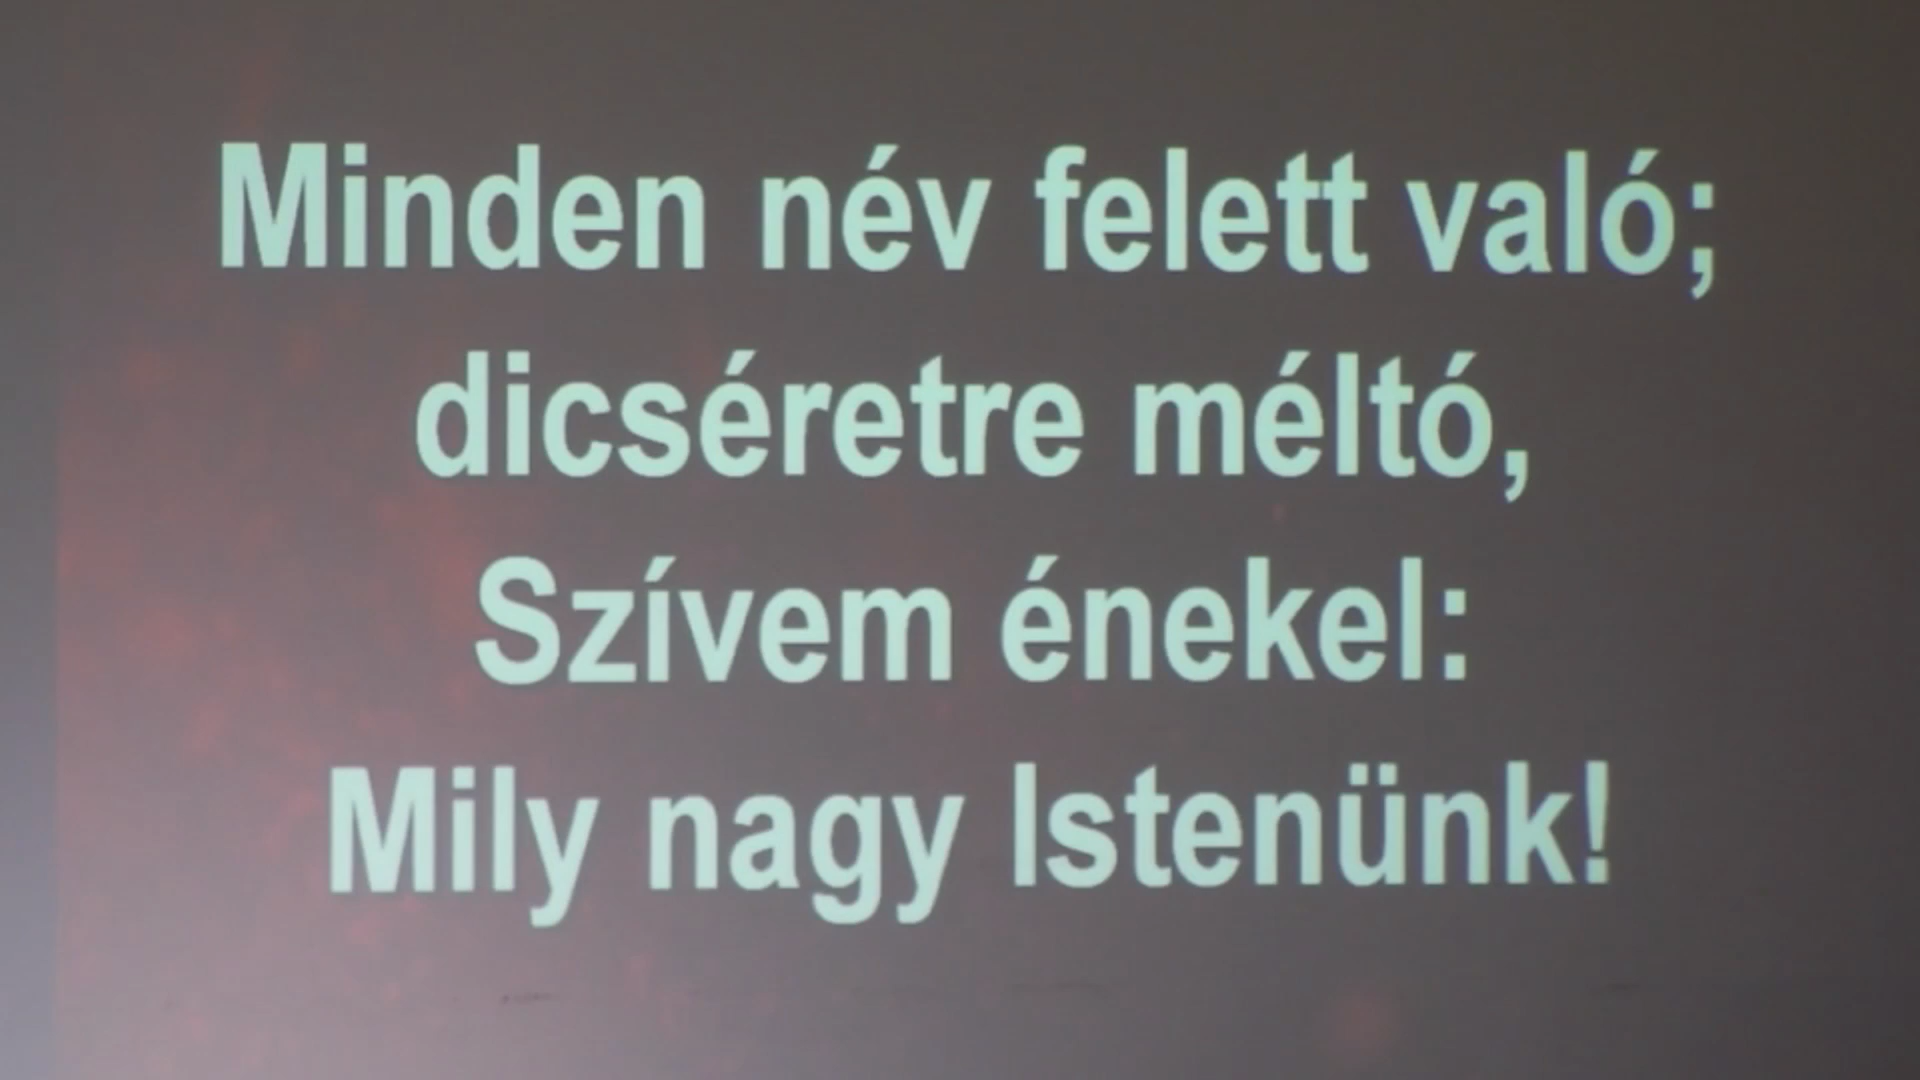 Minden név felett való;
dicséretre méltó,
Szívem énekel:
Mily nagy Istenünk!